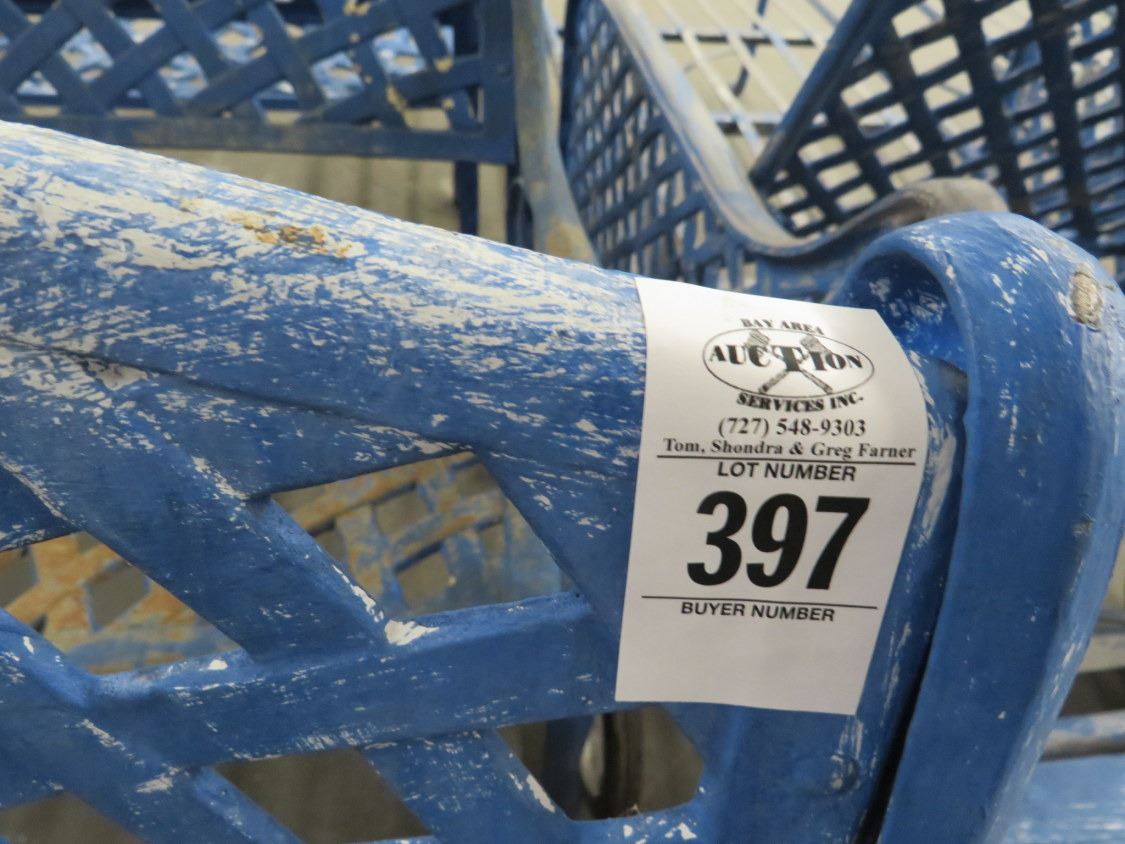 BAY AREA
AUCTION
SERVICES INC.
(727) 548-9303
Tom, Shondra & Greg Farner
LOT NUMBER
397
BUYER NUMBER